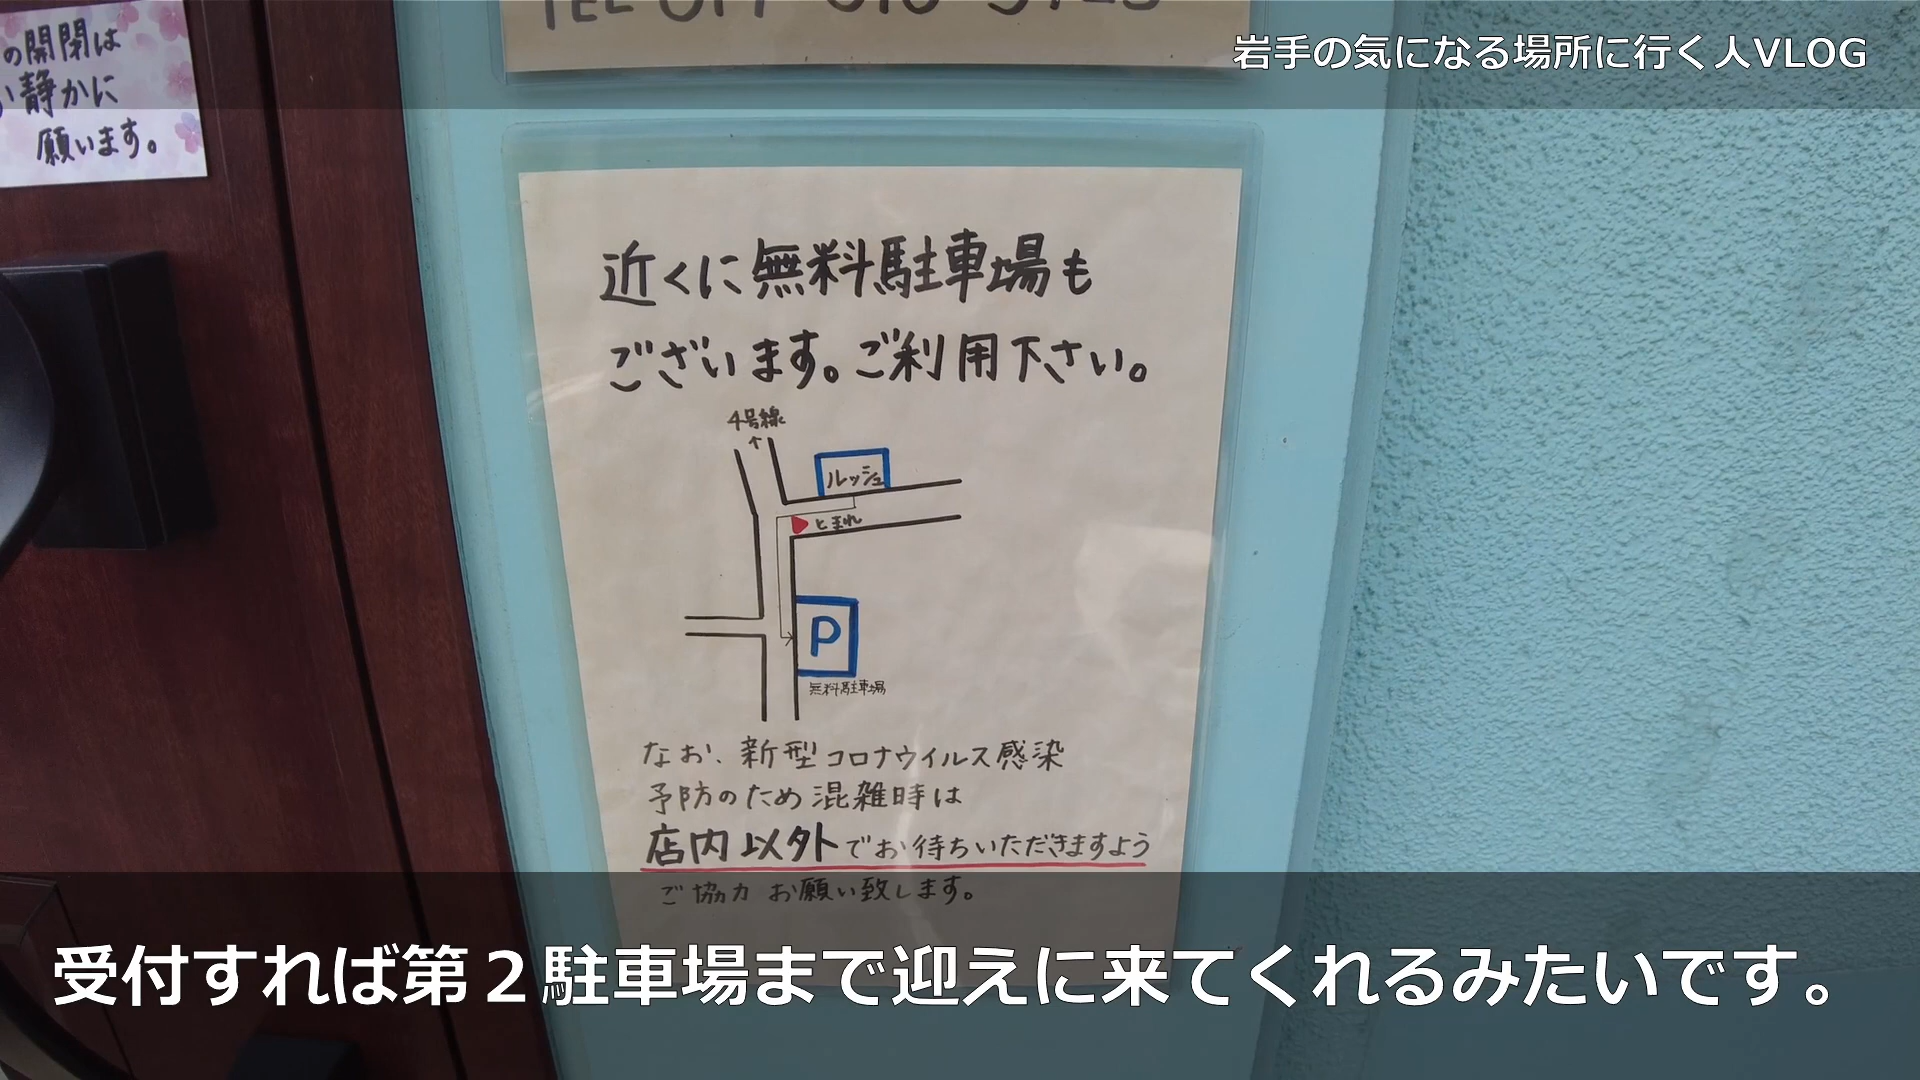 岩手の気になる場所に行く人VLOG
の開閉は
静かに
願います。
近くに無料駐車場も
ございます。ご利用下さい。
4号線
ルッシュ
とまれ
P
無料駐車場
なお、新型コロナウイルス感染
予防のため混雑時は
店内以外でお待ちいただきますよう
ご協力お願い致します。
受付すれば第２駐車場まで迎えに来てくれるみたいです。